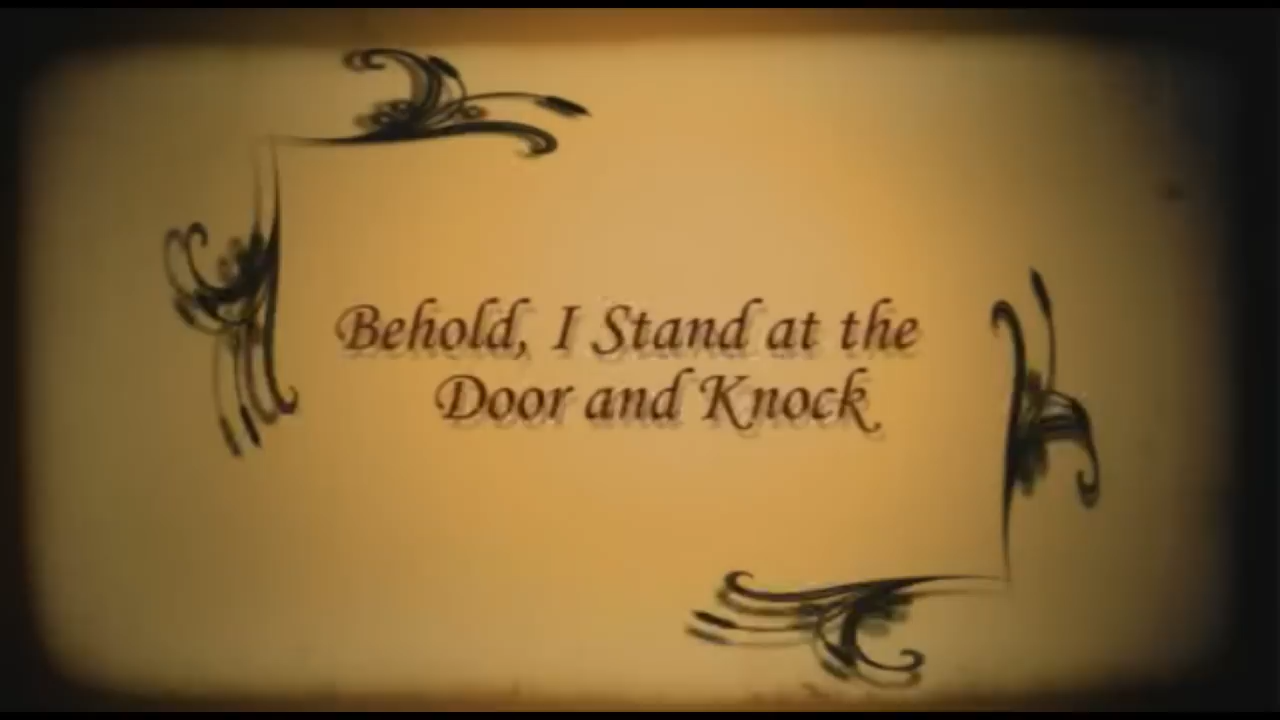 Behold, I Stand at the
Door and Knock